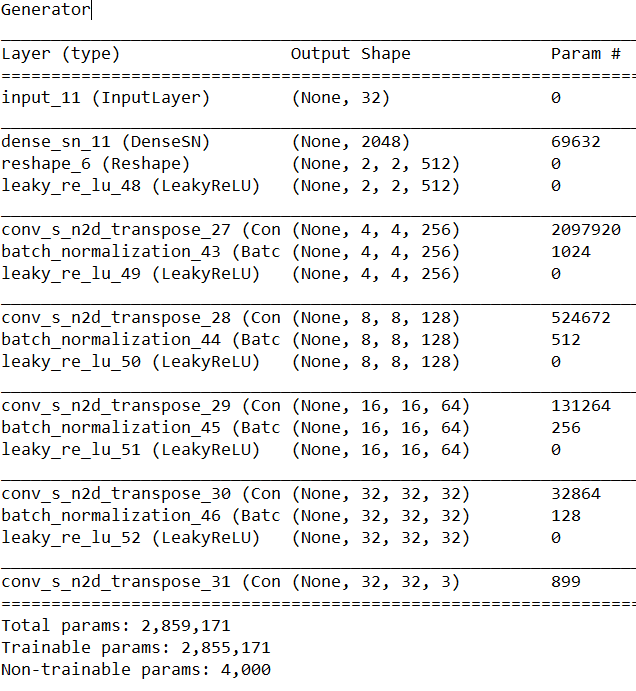 Generator
Layer (type) Output Shape Param #
input_11 (InputLayer) (None, 32) 0
dense_sn_11 (DenseSN) (None, 2048) 69632
reshape_6 (Reshape) (None, 2, 2, 512) 0
leaky_re_lu_48 (LeakyReLU) (None, 2, 2, 512) 0
conv_s_n2d_transpose_27 (Con (None, 4, 4, 256) 2097920
batch_normalization_43 (Batc (None, 4, 4, 256) 1024
leaky_re_lu_49 (LeakyReLU) (None, 4, 4, 256) 0
conv_s_n2d_transpose_28 (Con (None, 8, 8, 128) 524672
batch_normalization_44 (Batc (None, 8, 8, 128) 512
leaky_re_lu_50 (LeakyReLU) (None, 8, 8, 128) 0
conv_s_n2d_transpose_29 (Con (None, 16, 16, 64) 131264
batch_normalization_45 (Batc (None, 16, 16, 64) 256
leaky_re_lu_51 (LeakyReLU) (None, 16, 16, 64) 0
conv_s_n2d_transpose_30 (Con (None, 32, 32, 32) 32864
batch_normalization_46 (Batc (None, 32, 32, 32) 128
leaky_re_lu_52 (LeakyReLU) (None, 32, 32, 32) 0
conv_s_n2d_transpose_31 (Con (None, 32, 32, 3) 899
Total params: 2,859,171
Trainable params: 2,855,171
Non-trainable params: 4,000